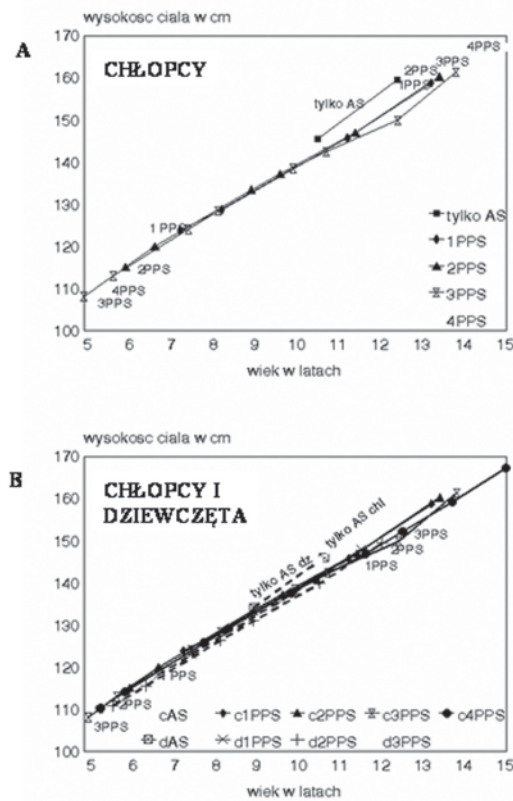 wysokosc ciala w cm
A
170
160
150
140
130
120
110
100
CHŁOPCY
4PPS
3PPS
2PPS
1PPS
tylko AS
1 PPS
2PPS
4PPS
3PPS
tylko AS
1PPS
2PPS
3PPS
4PPS
5 6 7 8 9 10 11 12 13 14 15
wiek w latach
wysokosc ciala w cm
B
170
160
150
140
130
120
110
100
CHŁOPCY I
DZIEWCZĘTA
tylko AS dz
tylko AS chl
3PPS
2PPS
1PPS
1 PPS
2PPS
3PPS
cAS c1PPS c2PPS c3PPS c4PPS
dAS d1PPS d2PPS d3PPS
5 6 7 8 9 10 11 12 13 14 15
wiek w latach